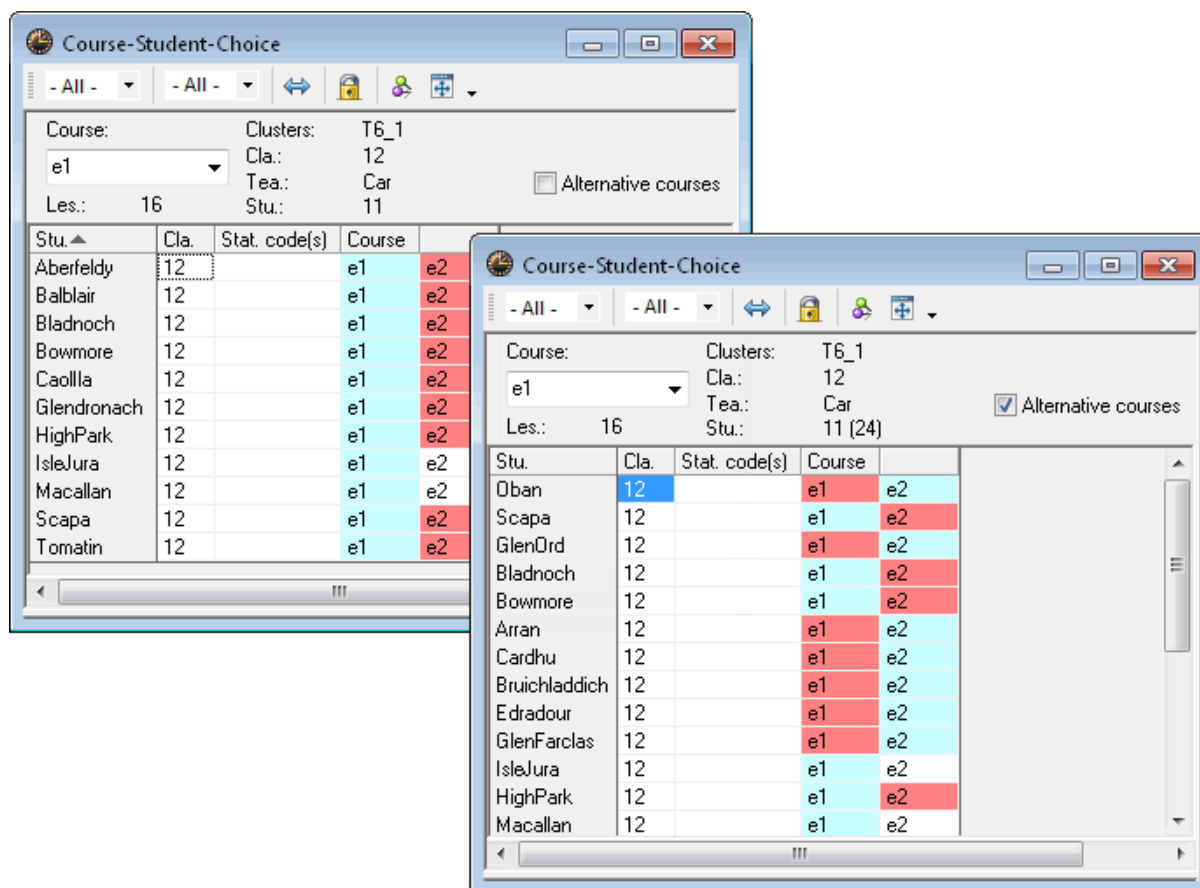 Course-Student-Choice
- All - - All -
Course: Clusters: T6_1
e1 Cla.: 12
Tea.: Car Alternative courses
Les.: 16 Stu.: 11
Stu. Cla. Stat. code(s) Course
Aberfeldy 12 e1 e2
Balblair 12 e1 e2
Bladnoch 12 e1 e2
Bowmore 12 e1 e2
CaolIla 12 e1 e2
Glendronach 12 e1 e2
HighPark 12 e1 e2
IsleJura 12 e1 e2
Macallan 12 e1 e2
Scapa 12 e1 e2
Tomatin 12 e1 e2
Course-Student-Choice
- All - - All -
Course: Clusters: T6_1
e1 Cla.: 12
Tea.: Car Alternative courses
Les.: 16 Stu.: 11 (24)
Stu. Cla. Stat. code(s) Course
Oban 12 e1 e2
Scapa 12 e1 e2
GlenOrd 12 e1 e2
Bladnoch 12 e1 e2
Bowmore 12 e1 e2
Arran 12 e1 e2
Cardhu 12 e1 e2
Bruichladdich 12 e1 e2
Edradour 12 e1 e2
GlenFarclas 12 e1 e2
IsleJura 12 e1 e2
HighPark 12 e1 e2
Macallan 12 e1 e2